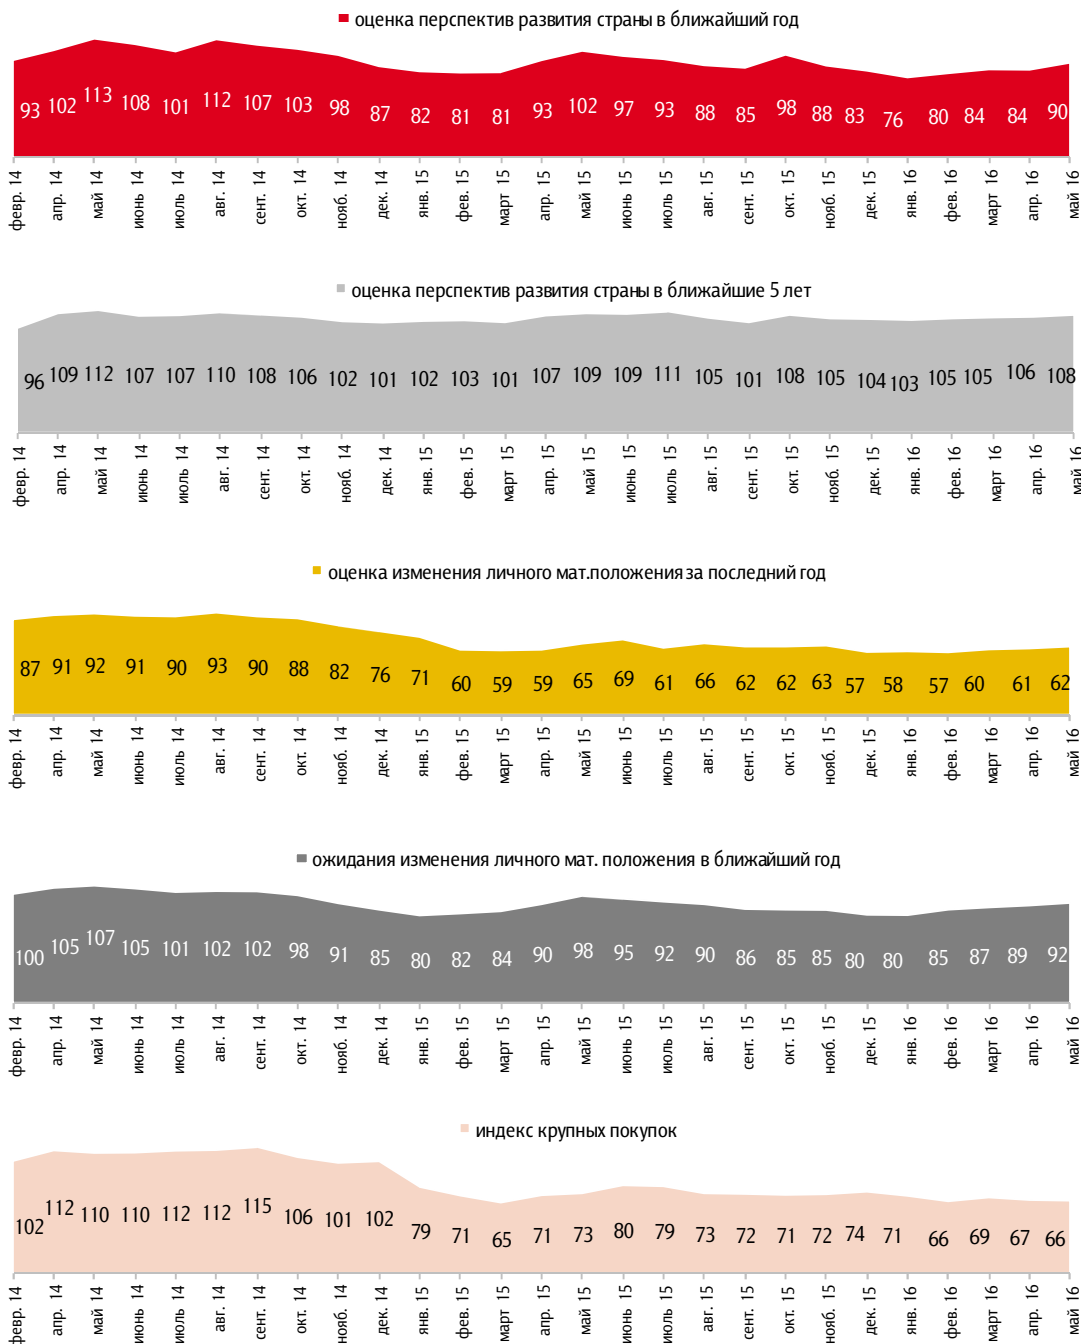 оценка перспектив развития страны в ближайший год
93 102 113 108 101 112 107 103 98 87 82 81 81 93 102 97 93 88 85 98 88 83 76 80 84 84 90
февр. 14 апр. 14 май 14 июнь 14 июль 14 авг. 14 сент. 14 окт. 14 нояб. 14 дек. 14 янв. 15 фев. 15 март 15 апр. 15 май 15 июнь 15 июль 15 авг. 15 сент. 15 окт. 15 нояб. 15 дек. 15 янв. 16 фев. 16 март 16 апр. 16 май 16
оценка перспектив развития страны в ближайшие 5 лет
96 109 112 107 107 110 108 106 102 101 102 103 101 107 109 109 111 105 101 108 105 104 103 105 105 106 108
февр. 14 апр. 14 май 14 июнь 14 июль 14 авг. 14 сент. 14 окт. 14 нояб. 14 дек. 14 янв. 15 фев. 15 март 15 апр. 15 май 15 июнь 15 июль 15 авг. 15 сент. 15 окт. 15 нояб. 15 дек. 15 янв. 16 фев. 16 март 16 апр. 16 май 16
оценка изменения личного мат.положения за последний год
87 91 92 91 90 93 90 88 82 76 71 60 59 59 65 69 61 66 62 62 63 57 58 57 60 61 62
февр. 14 апр. 14 май 14 июнь 14 июль 14 авг. 14 сент. 14 окт. 14 нояб. 14 дек. 14 янв. 15 фев. 15 март 15 апр. 15 май 15 июнь 15 июль 15 авг. 15 сент. 15 окт. 15 нояб. 15 дек. 15 янв. 16 фев. 16 март 16 апр. 16 май 16
ожидания изменения личного мат. положения в ближайший год
100 105 107 105 101 102 102 98 91 85 80 82 84 90 98 95 92 90 86 85 85 80 80 85 87 89 92
февр. 14 апр. 14 май 14 июнь 14 июль 14 авг. 14 сент. 14 окт. 14 нояб. 14 дек. 14 янв. 15 фев. 15 март 15 апр. 15 май 15 июнь 15 июль 15 авг. 15 сент. 15 окт. 15 нояб. 15 дек. 15 янв. 16 фев. 16 март 16 апр. 16 май 16
индекс крупных покупок
102 112 110 110 112 112 115 106 101 102 79 71 65 71 73 80 79 73 72 71 72 74 71 66 69 67 66
февр. 14 апр. 14 май 14 июнь 14 июль 14 авг. 14 сент. 14 окт. 14 нояб. 14 дек. 14 янв. 15 фев. 15 март 15 апр. 15 май 15 июнь 15 июль 15 авг. 15 сент. 15 окт. 15 нояб. 15 дек. 15 янв. 16 фев. 16 март 16 апр. 16 май 16